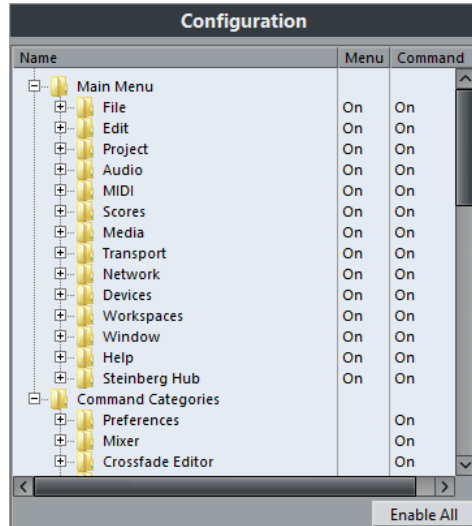 Configuration
Name Menu Command
Main Menu
File On On
Edit On On
Project On On
Audio On On
MIDI On On
Scores On On
Media On On
Transport On On
Network On On
Devices On On
Workspaces On On
Window On On
Help On On
Steinberg Hub On On
Command Categories
Preferences On
Mixer On
Crossfade Editor On
Enable All